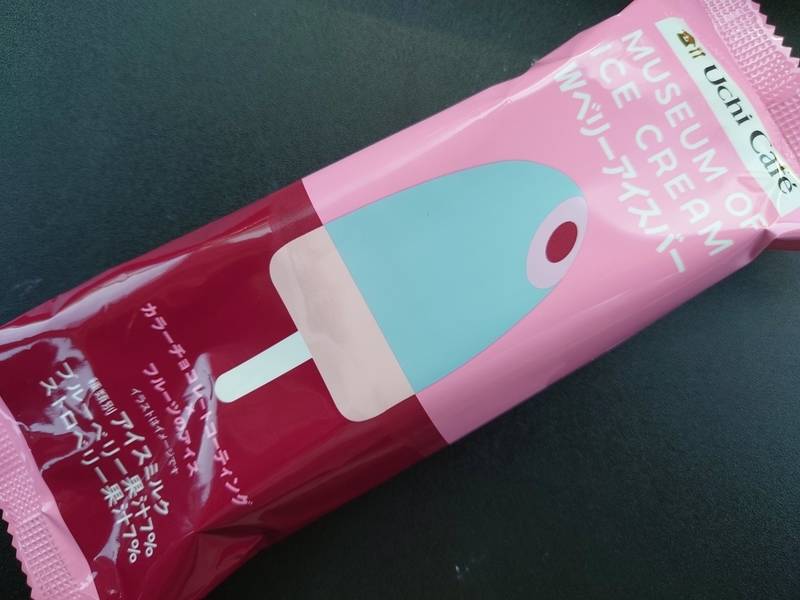 Uchi Café
MUSEUM OF
ICE CREAM
Wベリーアイスバー
カラーチョコレートコーティング
×
フルーツのアイス
イラストはイメージです
種類別 アイスミルク
ブルーベリー果汁7%
ストロベリー果汁7%